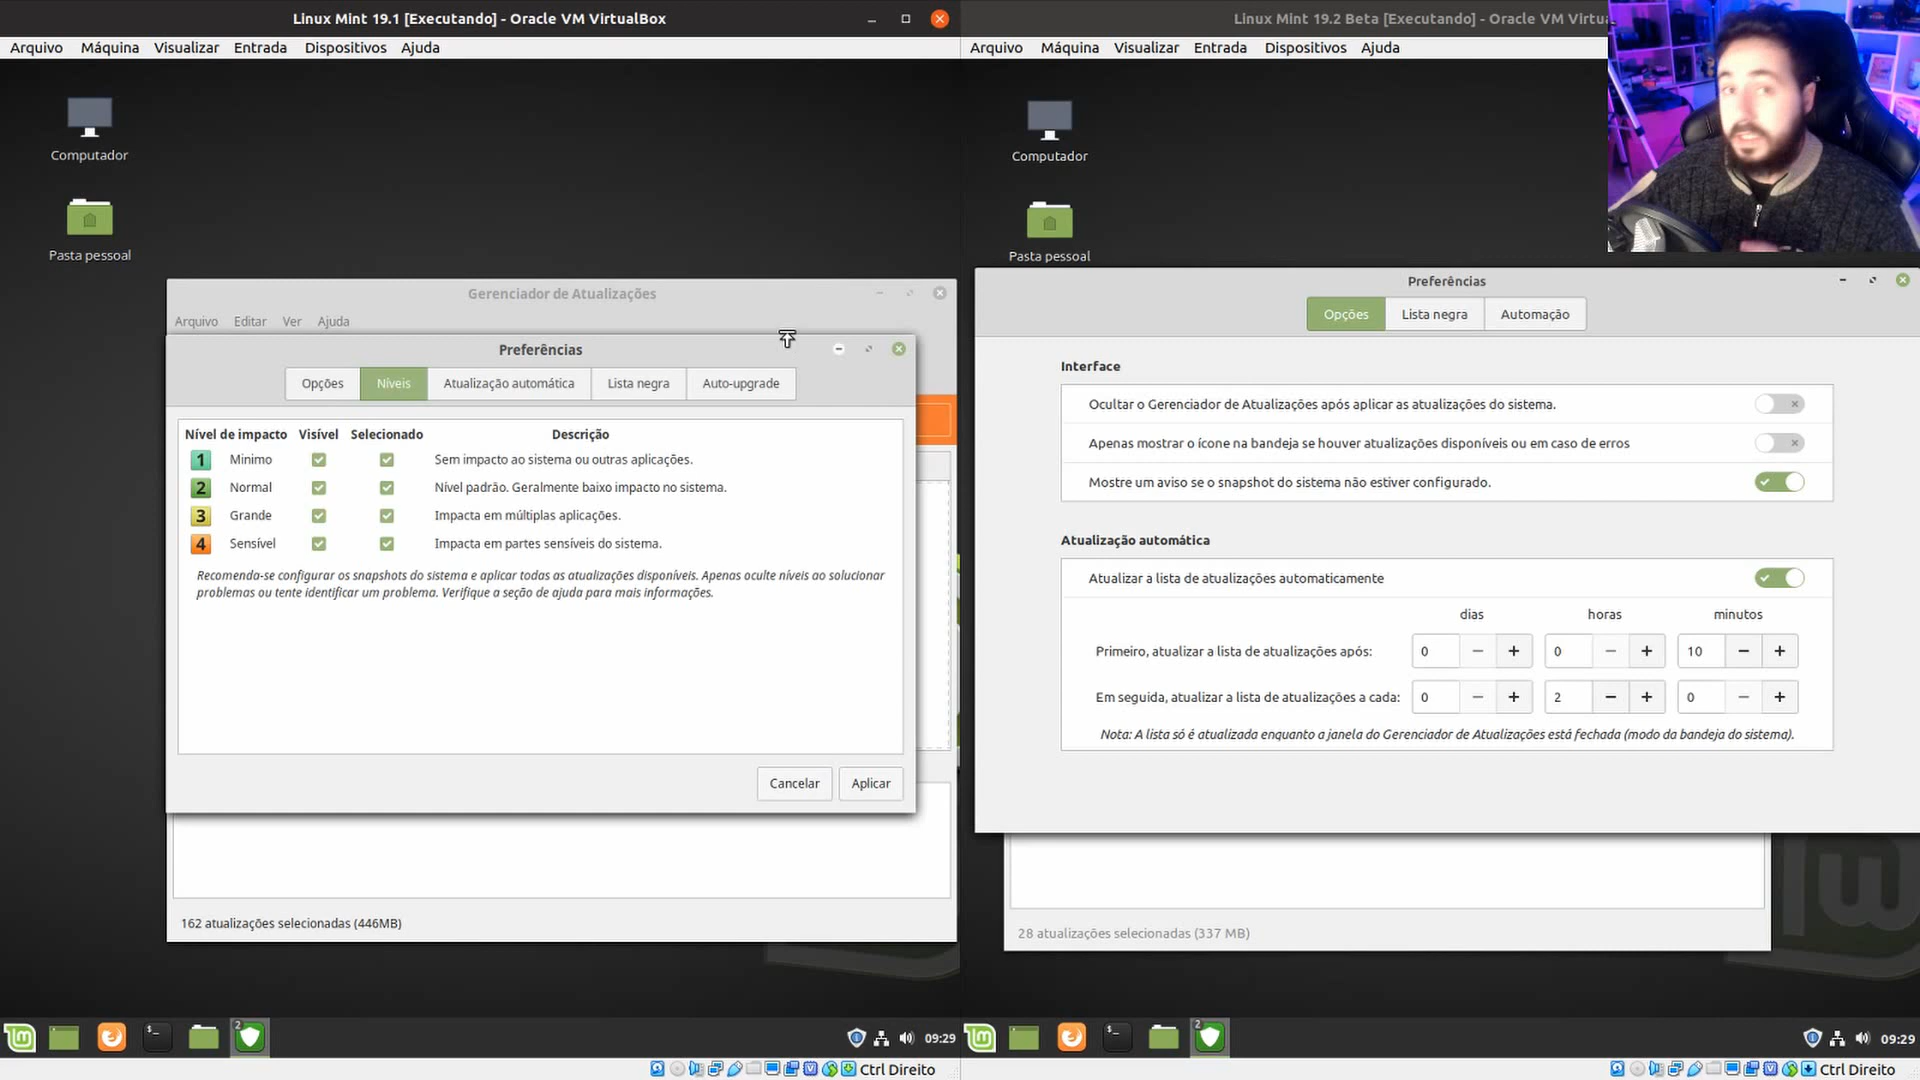 Linux Mint 19.1 [Executando] - Oracle VM VirtualBox
Arquivo Máquina Visualizar Entrada Dispositivos Ajuda
Computador
Pasta pessoal
Gerenciador de Atualizações
Arquivo Editar Ver Ajuda
Preferências
Opções Níveis Atualização automática Lista negra Auto-upgrade
Nível de impacto Visível Selecionado Descrição
1 Minimo Sem impacto ao sistema ou outras aplicações.
2 Normal Nível padrão. Geralmente baixo impacto no sistema.
3 Grande Impacta em múltiplas aplicações.
4 Sensível Impacta em partes sensíveis do sistema.
Recomenda-se configurar os snapshots do sistema e aplicar todas as atualizações disponíveis. Apenas oculte níveis ao solucionar
problemas ou tente identificar um problema. Verifique a seção de ajuda para mais informações.
Cancelar Aplicar
162 atualizações selecionadas (446MB)
2
09:29
Ctrl Direito
Linux Mint 19.2 Beta [Executando] - Oracle VM Virtua
Arquivo Máquina Visualizar Entrada Dispositivos Ajuda
Computador
Pasta pessoal
Preferências
Opções Lista negra Automação
Interface
Ocultar o Gerenciador de Atualizações após aplicar as atualizações do sistema.
Apenas mostrar o ícone na bandeja se houver atualizações disponíveis ou em caso de erros
Mostre um aviso se o snapshot do sistema não estiver configurado.
Atualização automática
Atualizar a lista de atualizações automaticamente
dias horas minutos
Primeiro, atualizar a lista de atualizações após: 0 − + 0 − + 10 − +
Em seguida, atualizar a lista de atualizações a cada: 0 − + 2 − + 0 − +
Nota: A lista só é atualizada enquanto a janela do Gerenciador de Atualizações está fechada (modo da bandeja do sistema).
28 atualizações selecionadas (337 MB)
2
09:29
Ctrl Direito